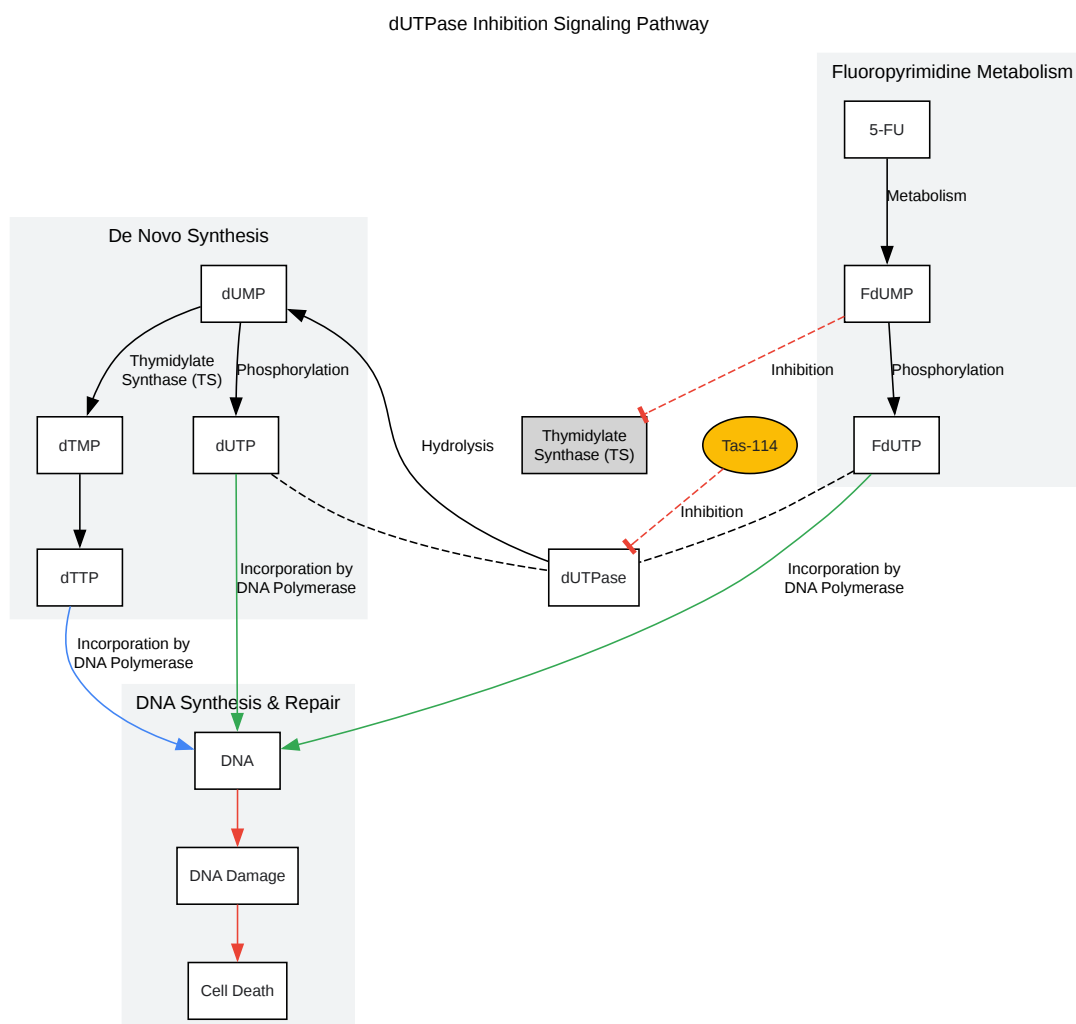 dUTPase Inhibition Signaling Pathway
Fluoropyrimidine Metabolism
5-FU
Metabolism
De Novo Synthesis
dUMP
FdUMP
Thymidylate
Synthase (TS)
Phosphorylation
Inhibition
Phosphorylation
dTMP
dUTP
Hydrolysis
Thymidylate
Synthase (TS)
Tas-114
FdUTP
Inhibition
dTTP
Incorporation by
DNA Polymerase
dUTPase
Incorporation by
DNA Polymerase
Incorporation by
DNA Polymerase
DNA Synthesis & Repair
DNA
DNA Damage
Cell Death